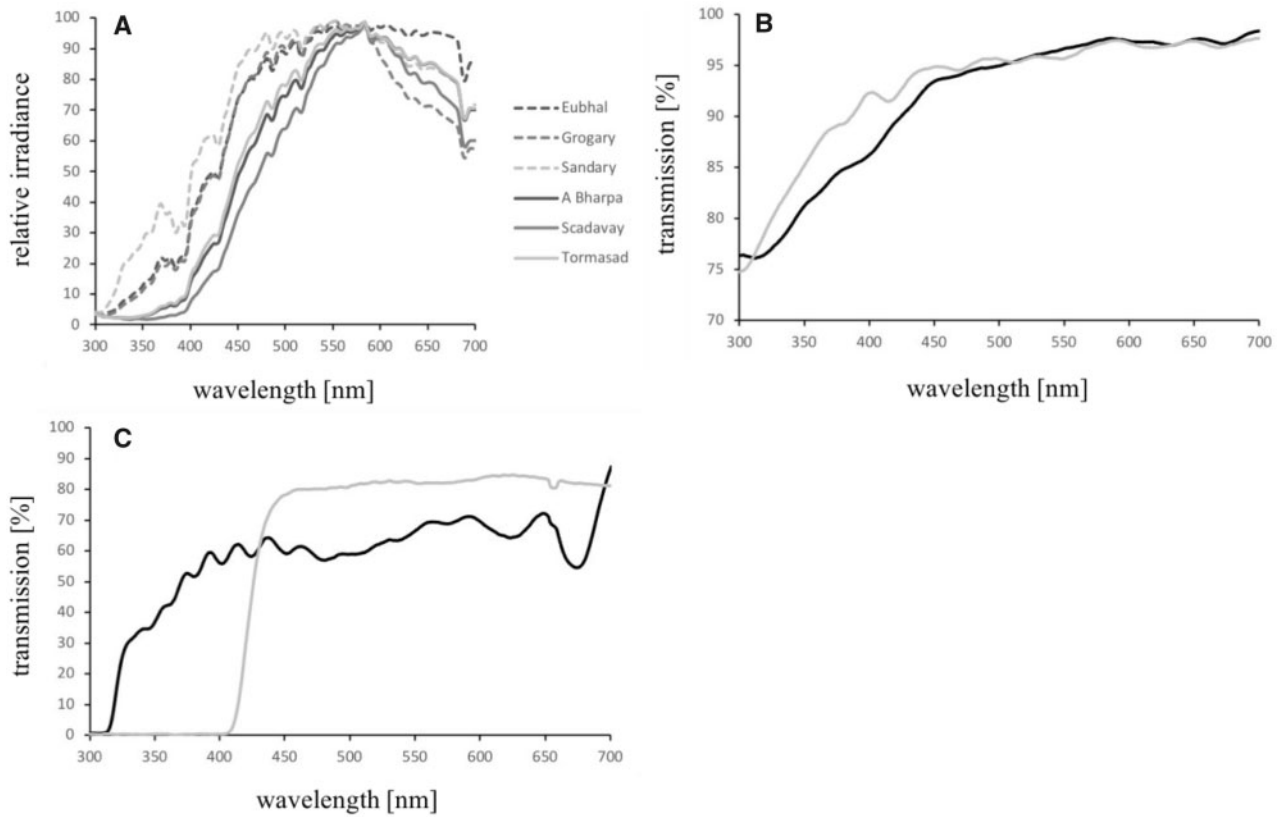 A
100
90
80
70
60
50
40
30
20
10
0
relative irradiance
300 350 400 450 500 550 600 650 700
wavelength [nm]
Eubhal
Grogary
Sandary
A Bharpa
Scadavay
Tormasad
B
100
95
90
85
80
75
70
transmission [%]
300 350 400 450 500 550 600 650 700
wavelength [nm]
C
100
90
80
70
60
50
40
30
20
10
0
transmission [%]
300 350 400 450 500 550 600 650 700
wavelength [nm]